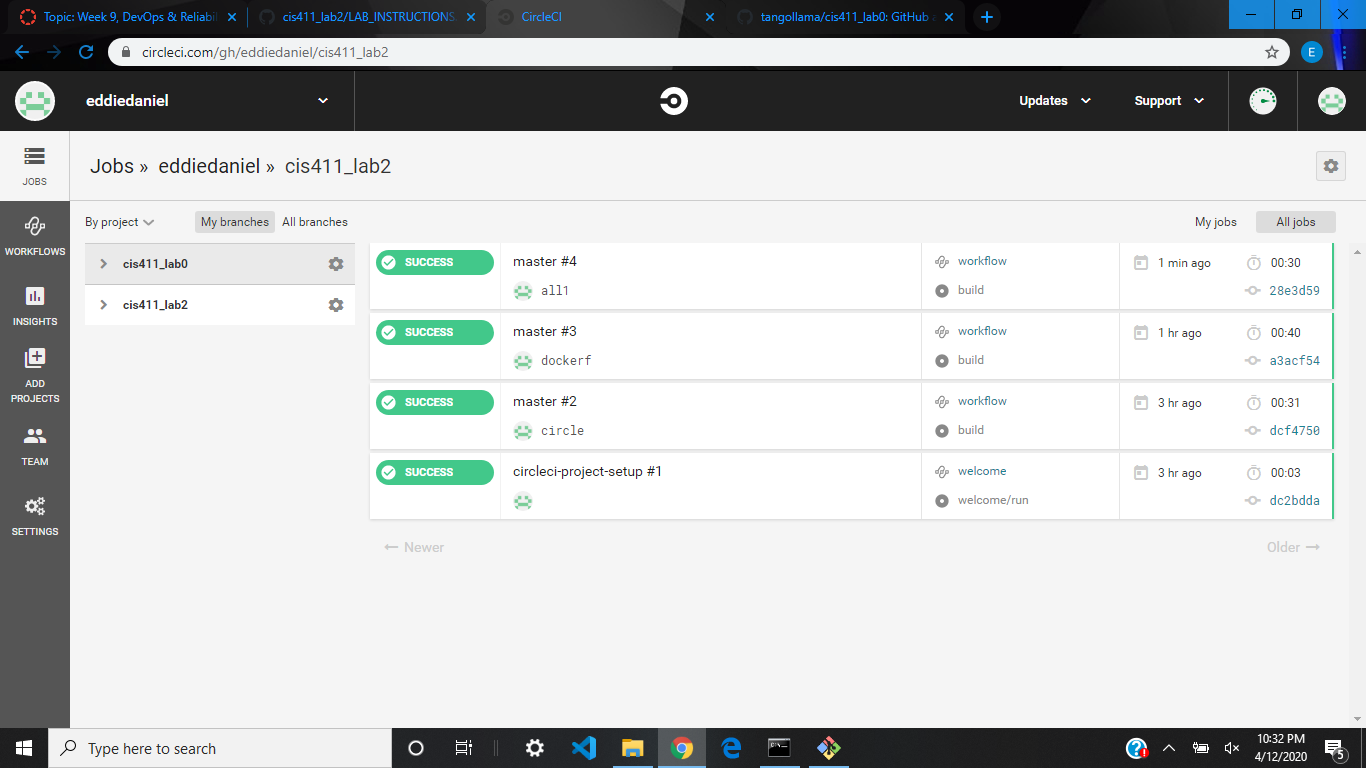 Topic: Week 9, DevOps & Reliabil
cis411_lab2/LAB_INSTRUCTIONS.
CircleCI
tangollama/cis411_lab0: GitHub a
circleci.com/gh/eddiedaniel/cis411_lab2
E
eddiedaniel
Updates
Support
JOBS
Jobs » eddiedaniel » cis411_lab2
WORKFLOWS
INSIGHTS
ADD
PROJECTS
TEAM
SETTINGS
By project
My branches
All branches
My jobs
All jobs
cis411_lab0
cis411_lab2
SUCCESS
master #4
all1
workflow
build
1 min ago
00:30
28e3d59
SUCCESS
master #3
dockerf
workflow
build
1 hr ago
00:40
a3acf54
SUCCESS
master #2
circle
workflow
build
3 hr ago
00:31
dcf4750
SUCCESS
circleci-project-setup #1
welcome
welcome/run
3 hr ago
00:03
dc2bdda
← Newer
Older →
Type here to search
10:32 PM
4/12/2020
5